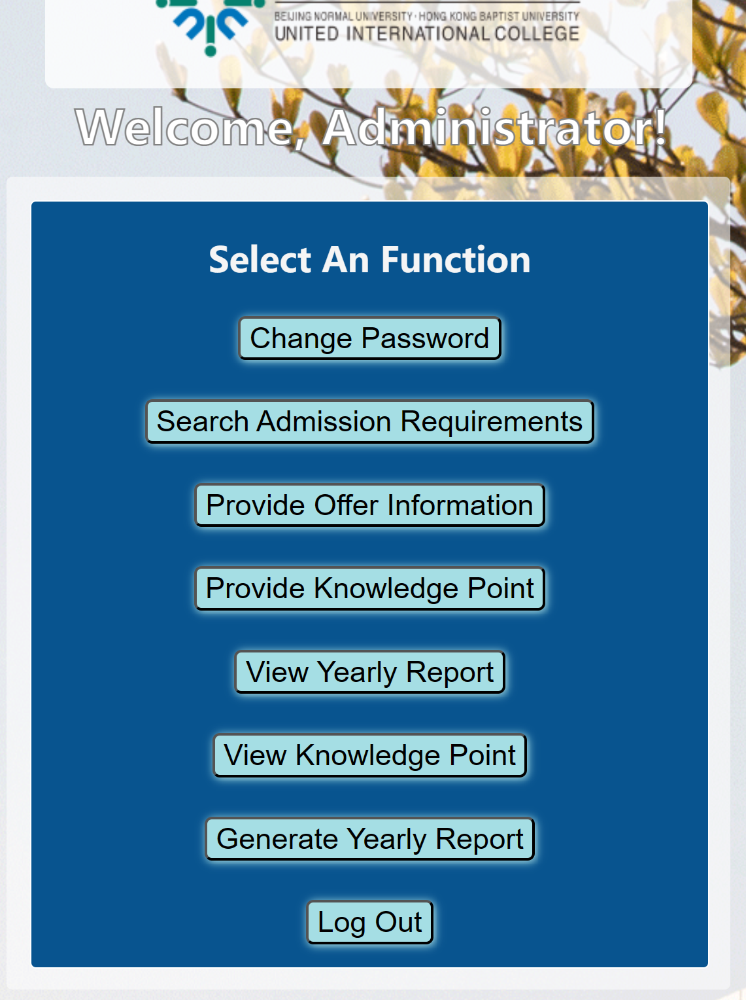 BEIJING NORMAL UNIVERSITY · HONG KONG BAPTIST UNIVERSITY
UNITED INTERNATIONAL COLLEGE
Welcome, Administrator!
Select An Function
Change Password
Search Admission Requirements
Provide Offer Information
Provide Knowledge Point
View Yearly Report
View Knowledge Point
Generate Yearly Report
Log Out